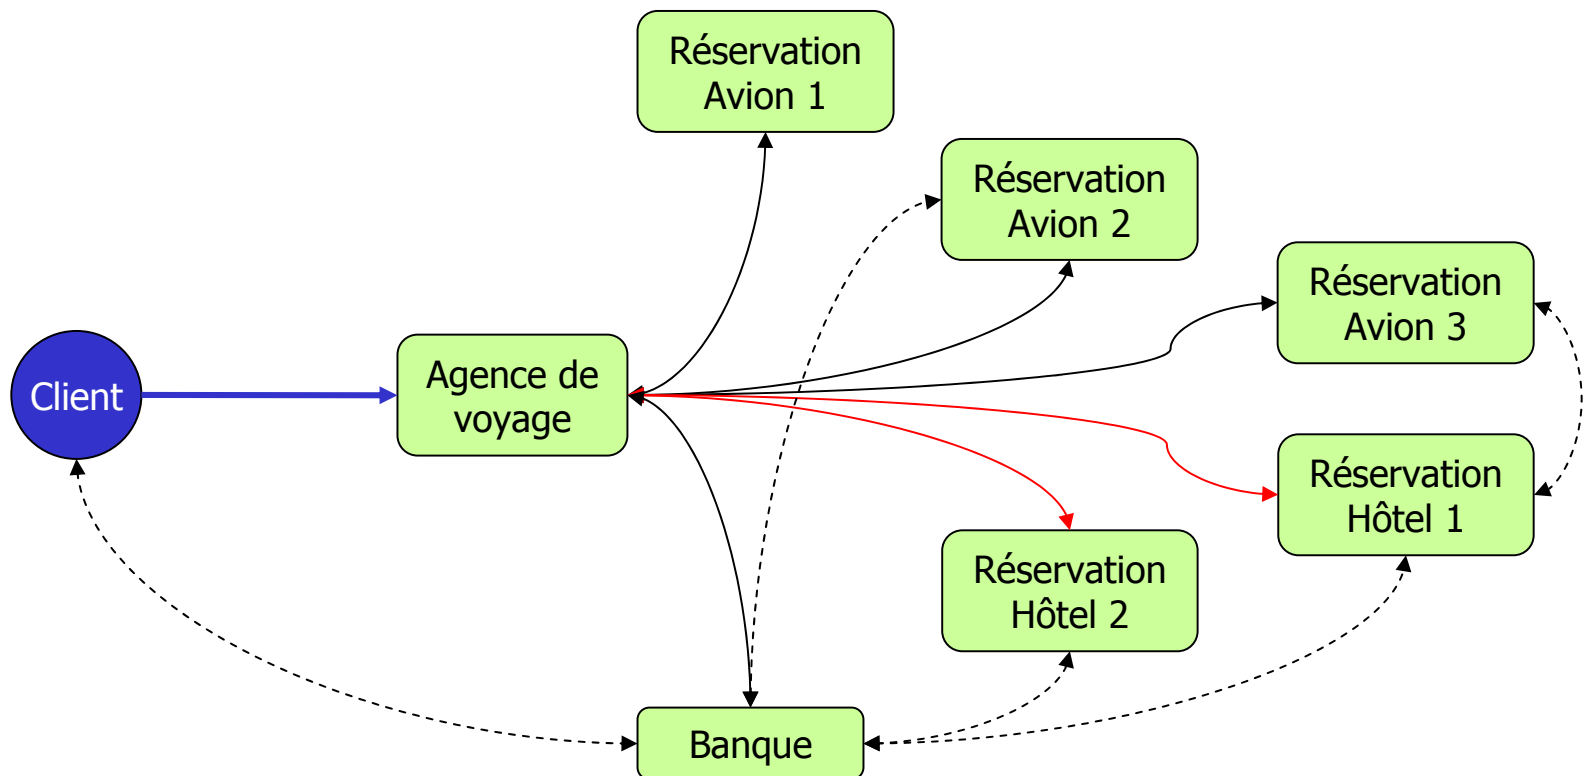 Réservation
Avion 1
Réservation
Avion 2
Réservation
Avion 3
Client
Agence de
voyage
Réservation
Hôtel 1
Réservation
Hôtel 2
Banque